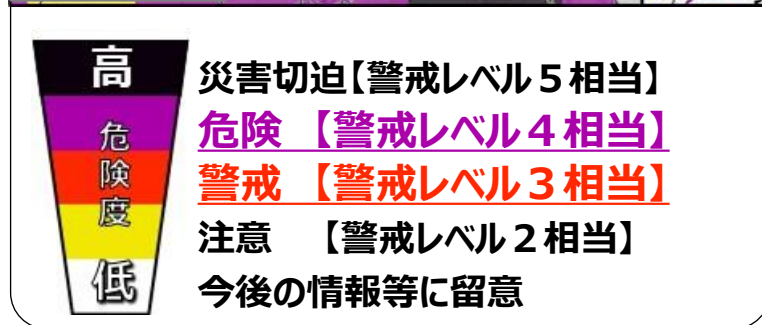 高
危険度
低
災害切迫【警戒レベル５相当】
危険 【警戒レベル４相当】
警戒 【警戒レベル３相当】
注意 【警戒レベル２相当】
今後の情報等に留意